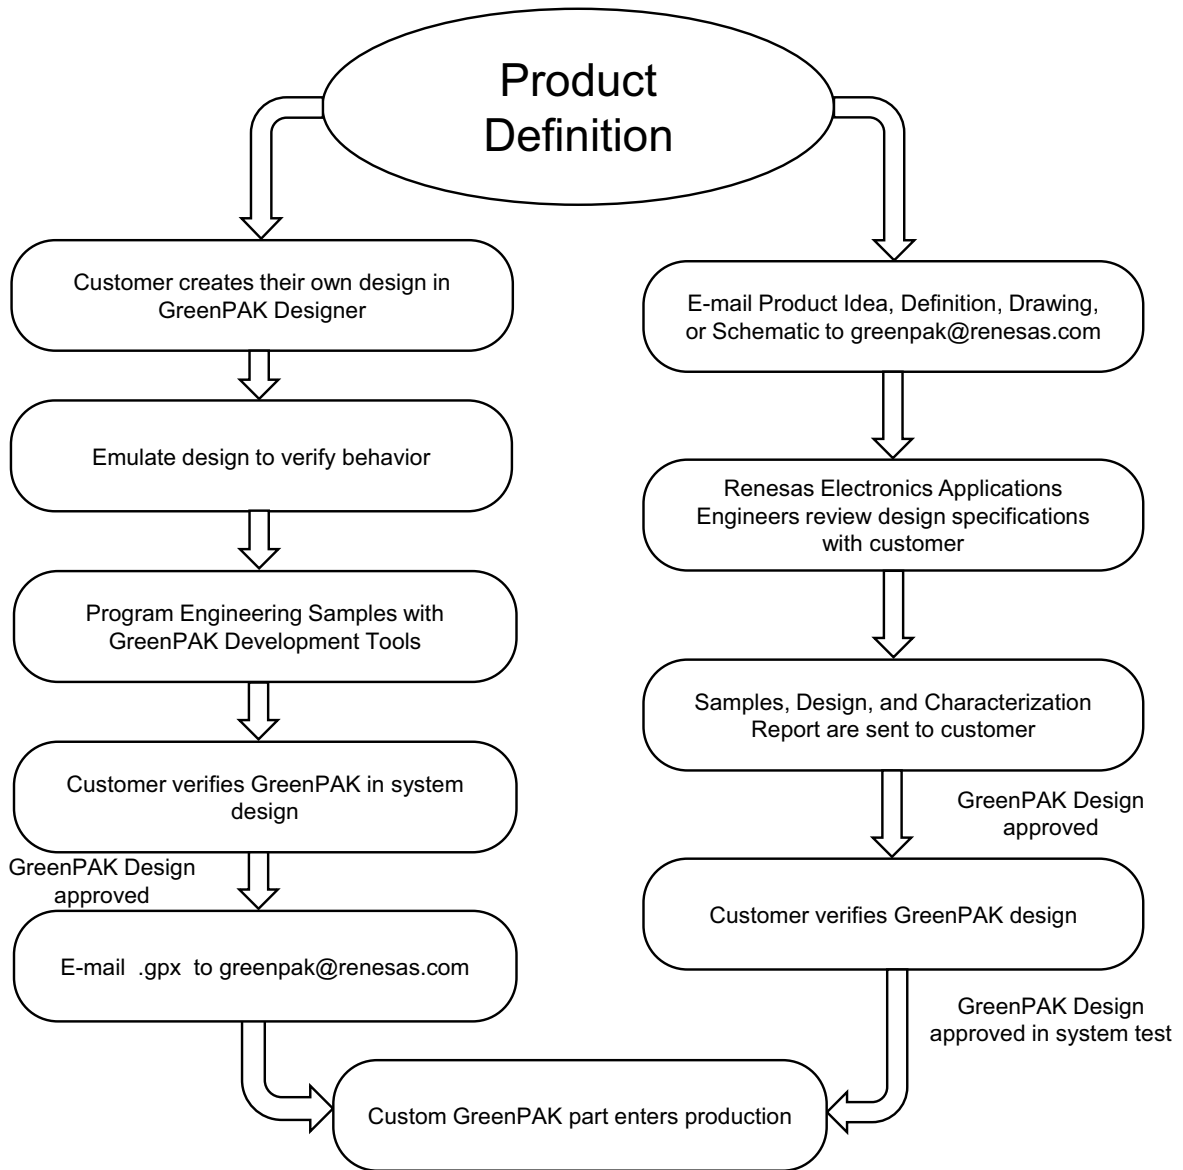 Product
Definition
Customer creates their own design in
GreenPAK Designer
Emulate design to verify behavior
Program Engineering Samples with
GreenPAK Development Tools
Customer verifies GreenPAK in system
design
GreenPAK Design
approved
E-mail .gpx to greenpak@renesas.com
E-mail Product Idea, Definition, Drawing,
or Schematic to greenpak@renesas.com
Renesas Electronics Applications
Engineers review design specifications
with customer
Samples, Design, and Characterization
Report are sent to customer
GreenPAK Design
approved
Customer verifies GreenPAK design
GreenPAK Design
approved in system test
Custom GreenPAK part enters production